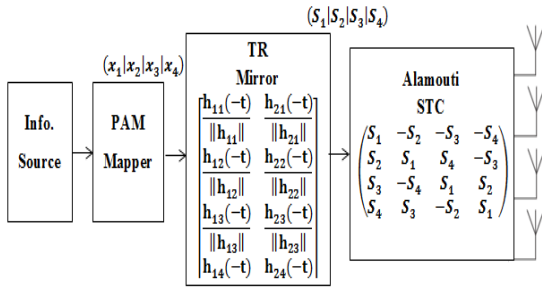 (S₁|S₂|S₃|S₄)
(x₁|x₂|x₃|x₄)
Info.
Source
PAM
Mapper
TR
Mirror
h₁₁(−t) h₂₁(−t)
‖h₁₁‖ ‖h₂₁‖
h₁₂(−t) h₂₂(−t)
‖h₁₂‖ ‖h₂₂‖
h₁₃(−t) h₂₃(−t)
‖h₁₃‖ ‖h₂₃‖
h₁₄(−t) h₂₄(−t)
Alamouti
STC
S₁ −S₂ −S₃ −S₄
S₂ S₁ S₄ −S₃
S₃ −S₄ S₁ S₂
S₄ S₃ −S₂ S₁